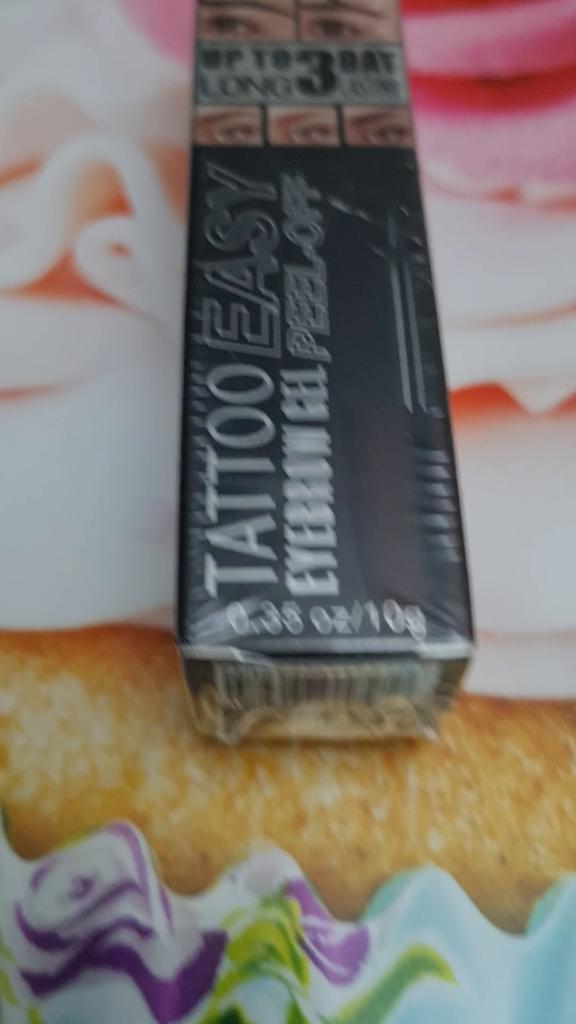 UP TO 3 DAY
LONG
TATTOO EASY
EYEBROW GEL PEEL-OFF
0.35 oz/10g